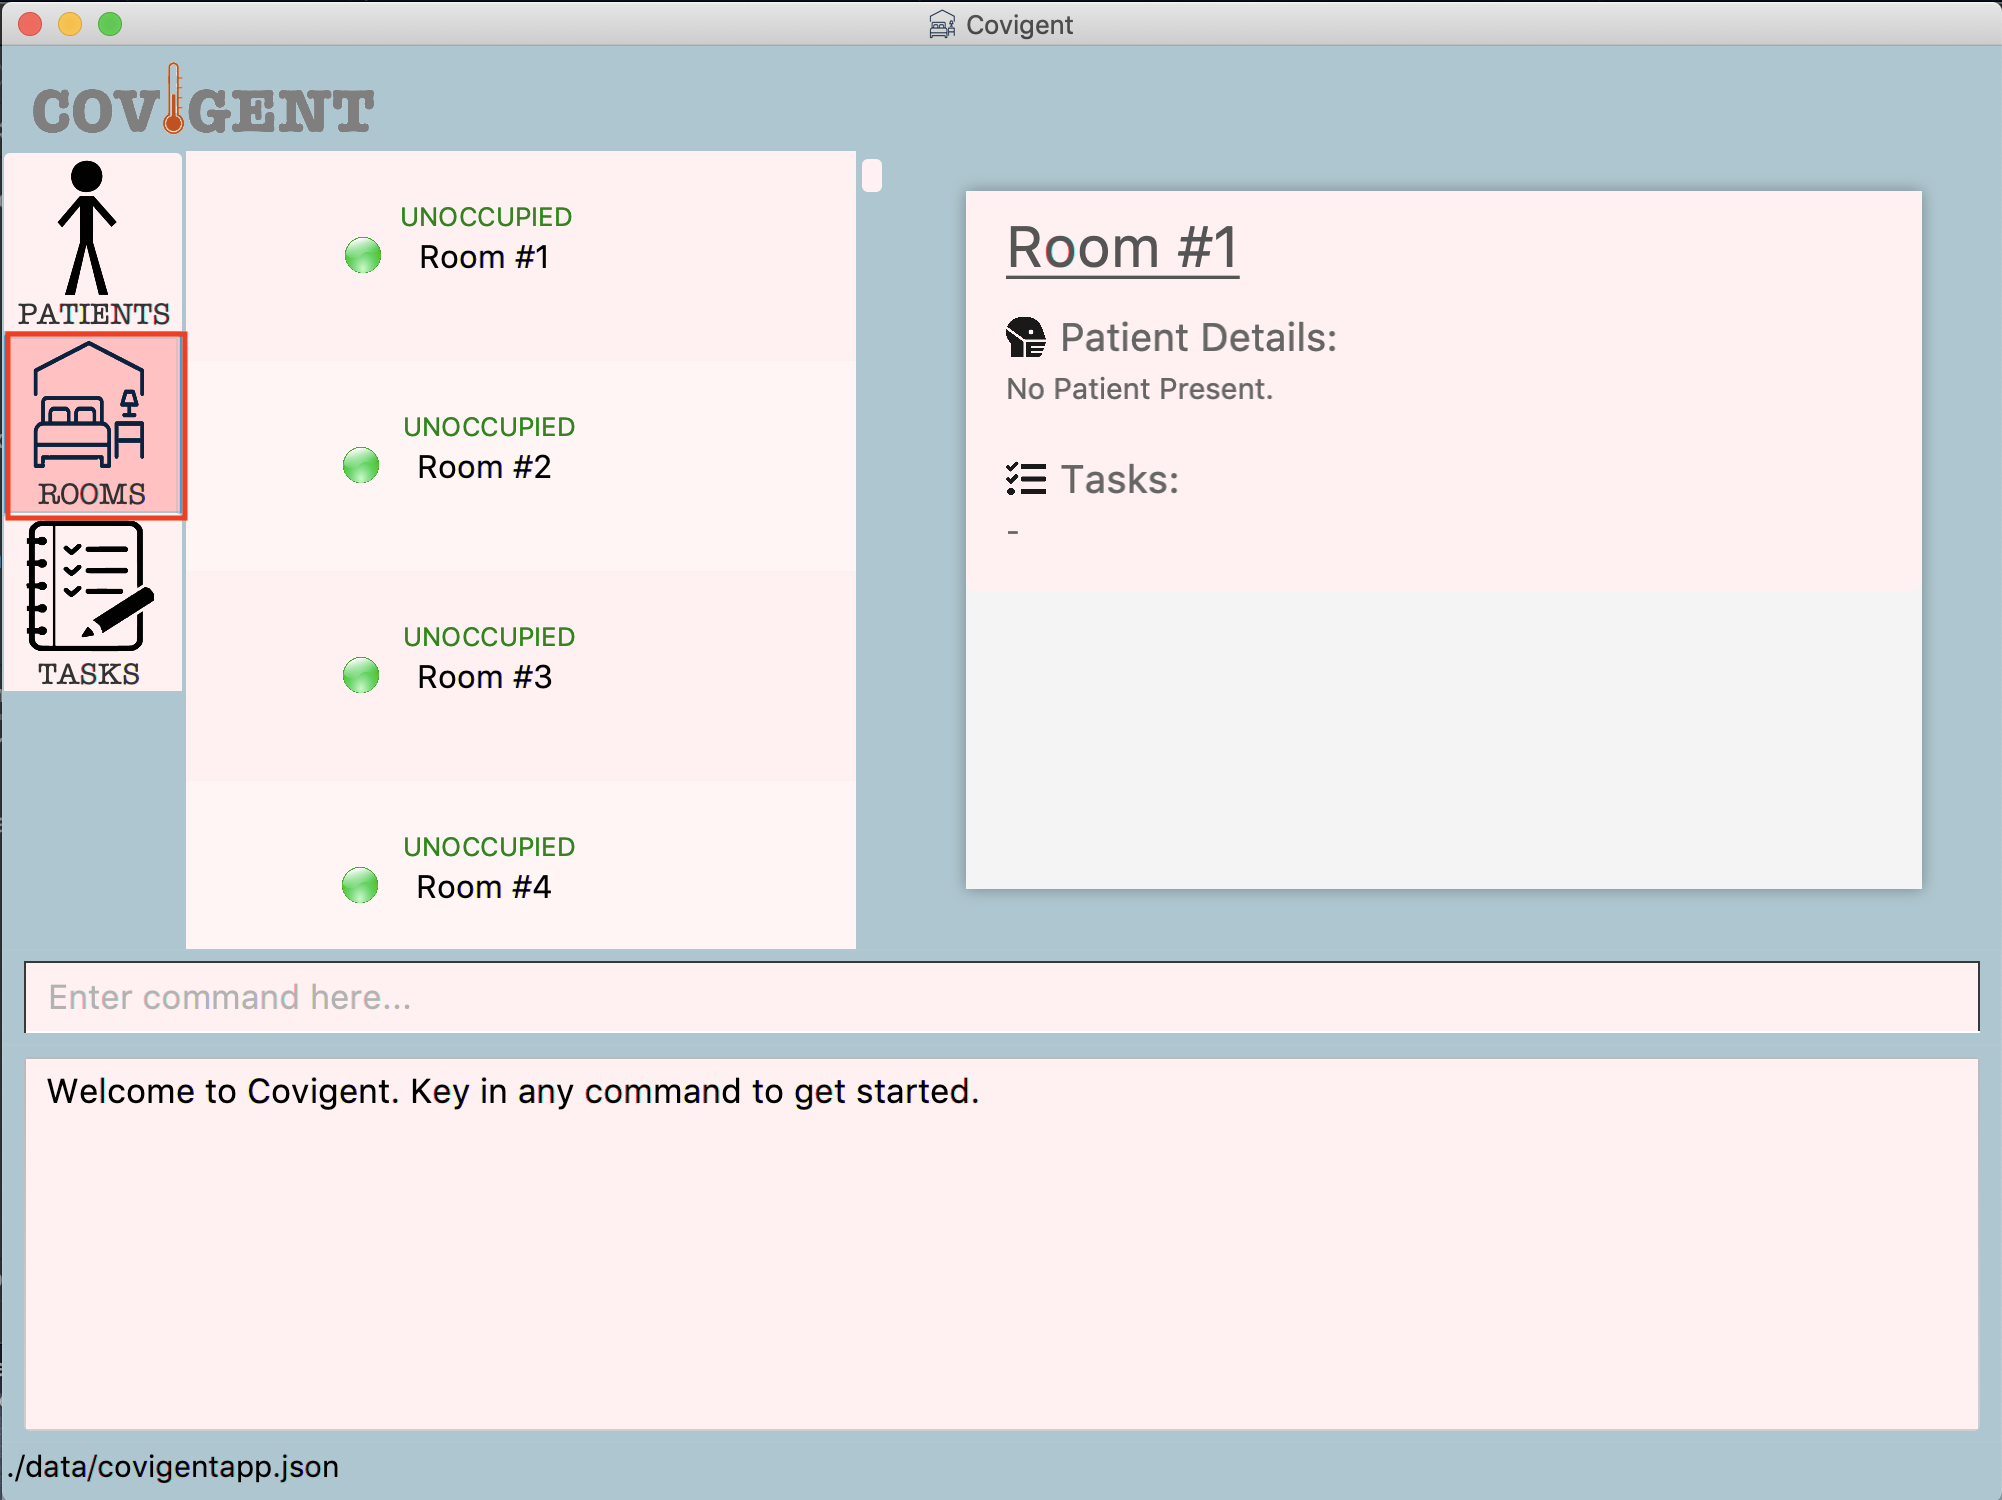 Covigent
COVIGENT
PATIENTS
ROOMS
TASKS
UNOCCUPIED
Room #1
UNOCCUPIED
Room #2
UNOCCUPIED
Room #3
UNOCCUPIED
Room #4
Room #1
Patient Details:
No Patient Present.
Tasks:
-
Enter command here...
Welcome to Covigent. Key in any command to get started.
./data/covigentapp.json